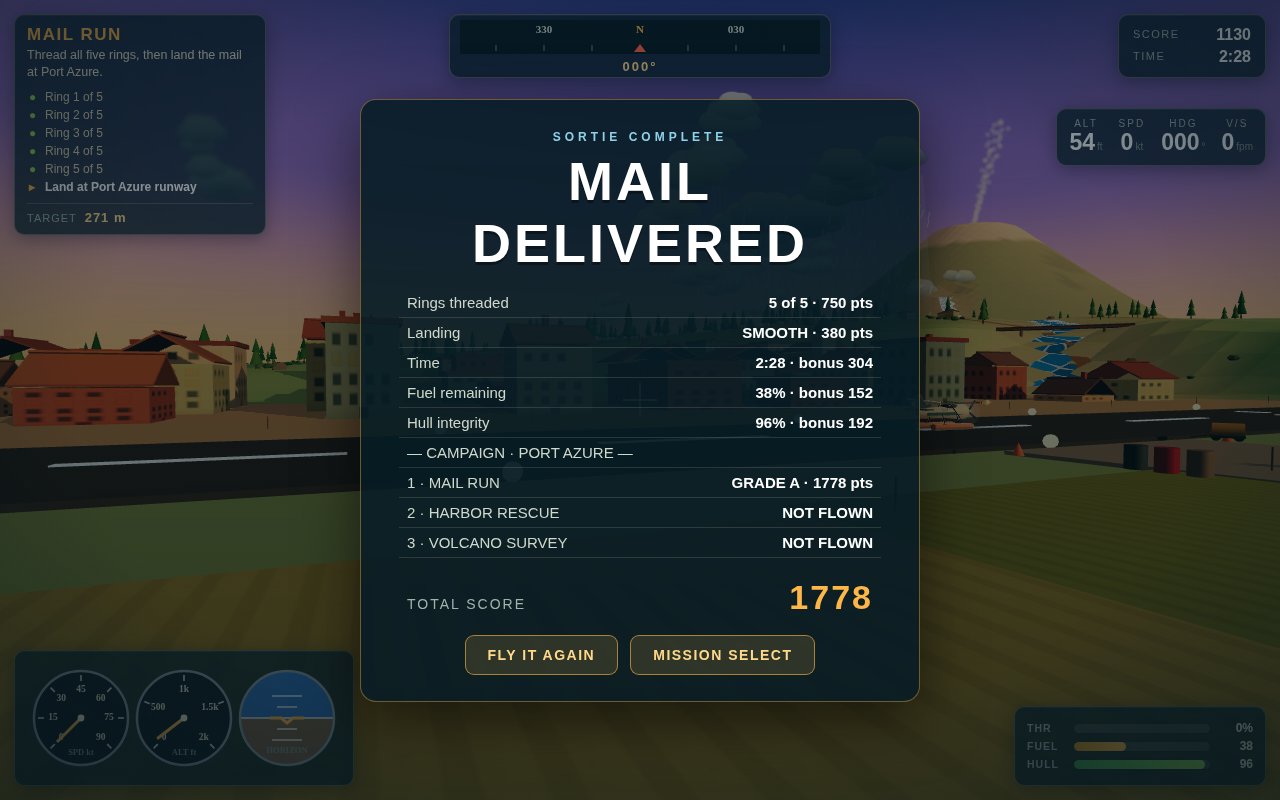 MAIL RUN
Thread all five rings, then land the mail
at Port Azure.
Ring 1 of 5
Ring 2 of 5
Ring 3 of 5
Ring 4 of 5
Ring 5 of 5
► Land at Port Azure runway
TARGET 271 m
330 N 030
000°
SCORE 1130
TIME 2:28
ALT SPD HDG V/S
54 ft 0 kt 000° 0 fpm
SORTIE COMPLETE
MAIL
DELIVERED
Rings threaded 5 of 5 · 750 pts
Landing SMOOTH · 380 pts
Time 2:28 · bonus 304
Fuel remaining 38% · bonus 152
Hull integrity 96% · bonus 192
— CAMPAIGN · PORT AZURE —
1 · MAIL RUN GRADE A · 1778 pts
2 · HARBOR RESCUE NOT FLOWN
3 · VOLCANO SURVEY NOT FLOWN
TOTAL SCORE 1778
FLY IT AGAIN MISSION SELECT
0 15 30 45 60 75 90
SPD kt
0 500 1k 1.5k 2k
ALT ft
HORIZON
THR 0%
FUEL 38
HULL 96